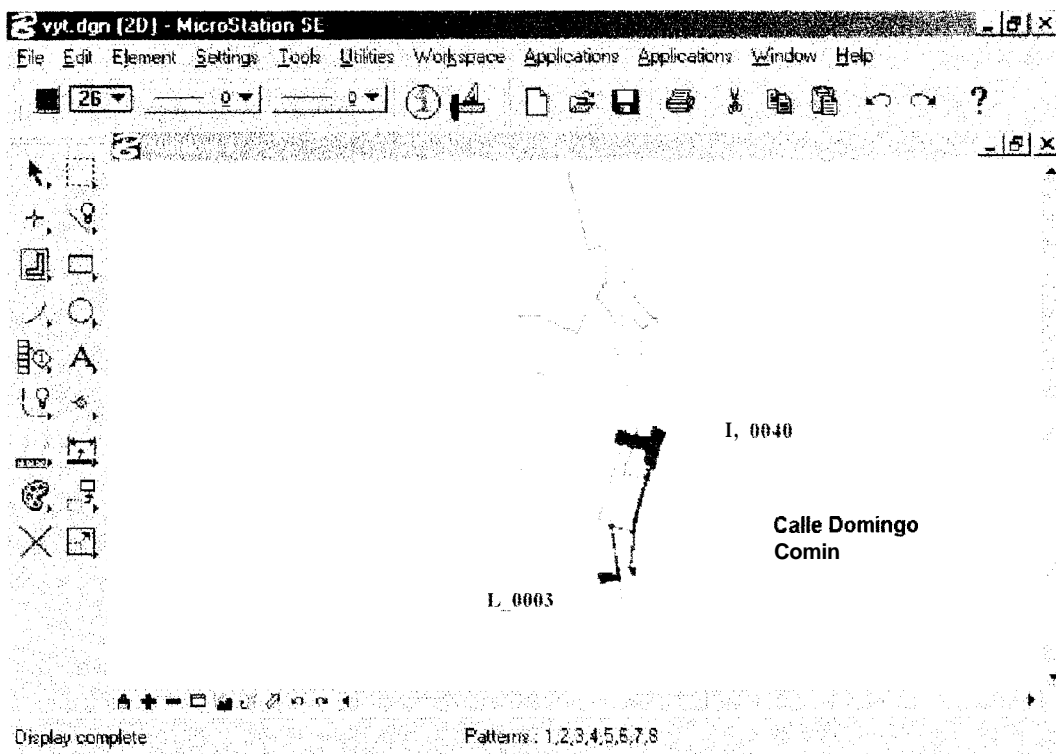 vyt.dgn (2D) - MicroStation SE
File Edit Element Settings Tools Utilities Workspace Applications Applications Window Help
26 0 0 ?
A
I, 0040
Calle Domingo
Comin
L_0003
Display complete Patterns : 1,2,3,4,5,6,7,8